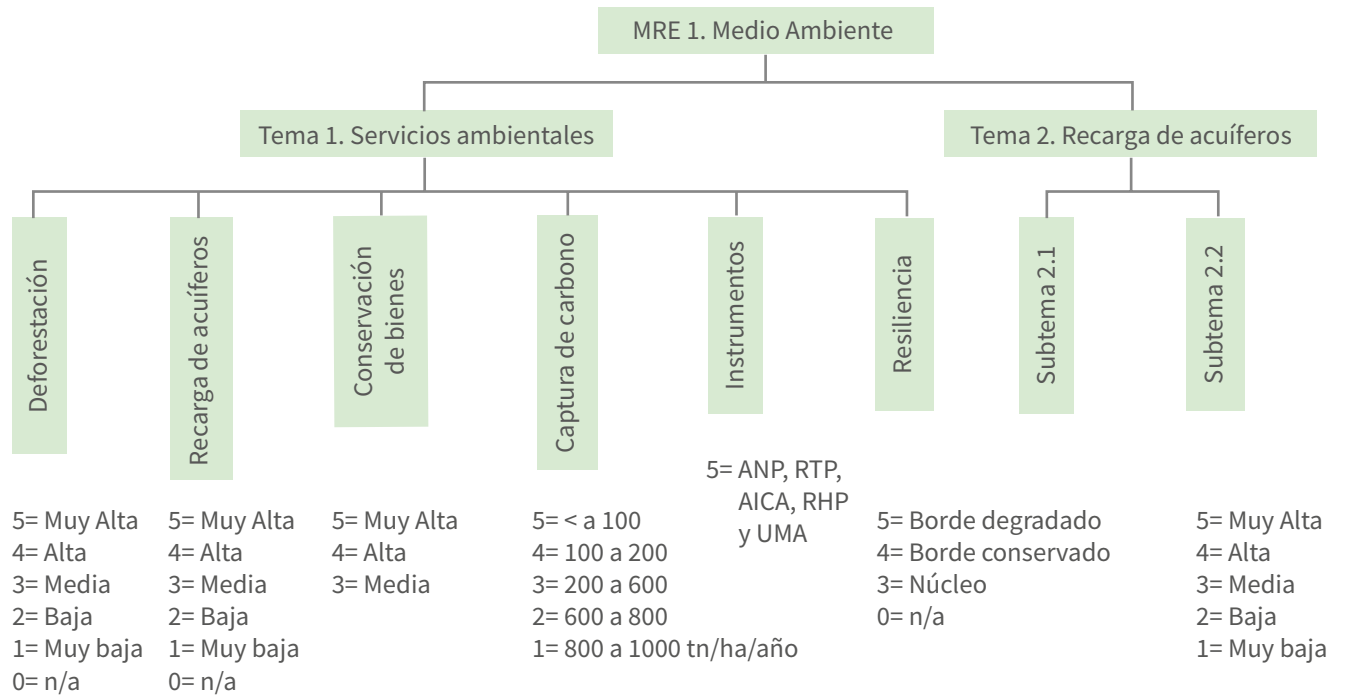 MRE 1. Medio Ambiente
Tema 1. Servicios ambientales
Tema 2. Recarga de acuíferos
Deforestación
Recarga de acuíferos
Conservación
de bienes
Captura de carbono
Instrumentos
Resiliencia
Subtema 2.1
Subtema 2.2
5= Muy Alta
4= Alta
3= Media
2= Baja
1= Muy baja
0= n/a
5= Muy Alta
4= Alta
3= Media
2= Baja
1= Muy baja
0= n/a
5= Muy Alta
4= Alta
3= Media
5= < a 100
4= 100 a 200
3= 200 a 600
2= 600 a 800
1= 800 a 1000 tn/ha/año
5= ANP, RTP,
AICA, RHP
y UMA
5= Borde degradado
4= Borde conservado
3= Núcleo
0= n/a
5= Muy Alta
4= Alta
3= Media
2= Baja
1= Muy baja